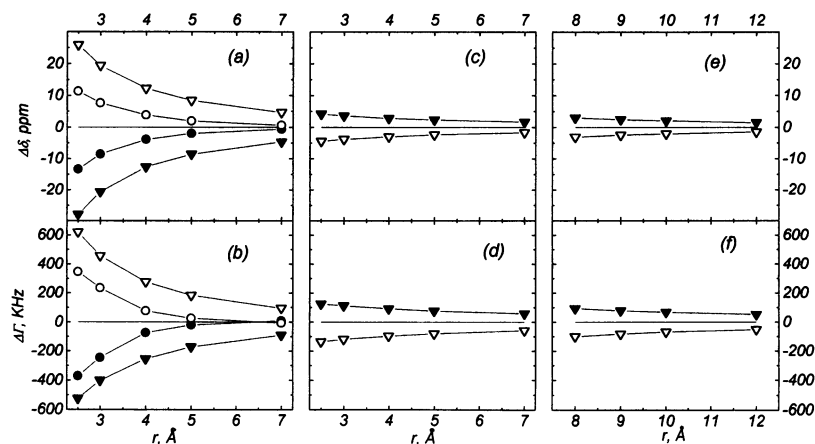 3 4 5 6 7 3 4 5 6 7 8 9 10 11 12
(a) (c) (e)
20 20
10 10
0 0
-10 -10
-20 -20
Δδ, ppm
(b) (d) (f)
600 600
400 400
200 200
0 0
-200 -200
-400 -400
-600 -600
ΔΓ, KHz
3 4 5 6 7 3 4 5 6 7 8 9 10 11 12
r, Å r, Å r, Å